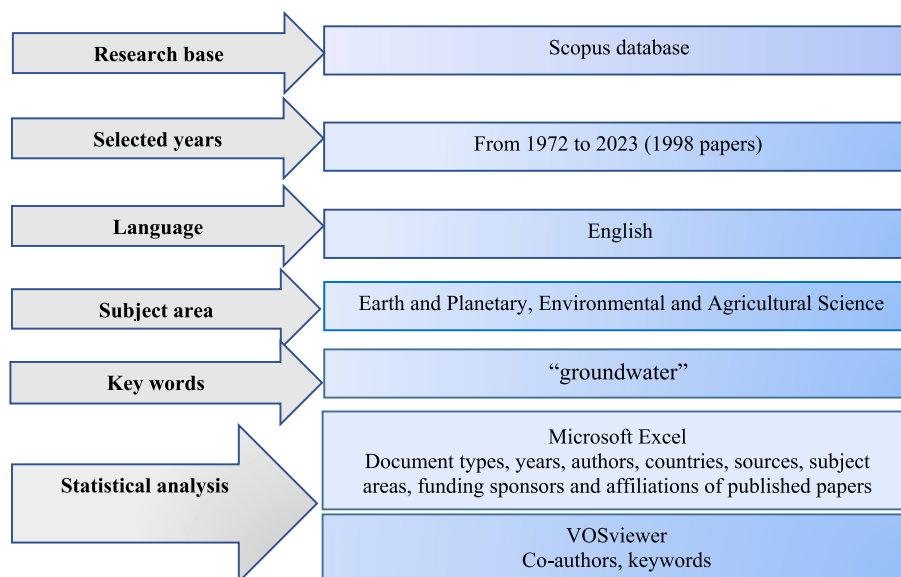 Research base
Scopus database
Selected years
From 1972 to 2023 (1998 papers)
Language
English
Subject area
Earth and Planetary, Environmental and Agricultural Science
Key words
“groundwater”
Statistical analysis
Microsoft Excel
Document types, years, authors, countries, sources, subject
areas, funding sponsors and affiliations of published papers
VOSviewer
Co-authors, keywords